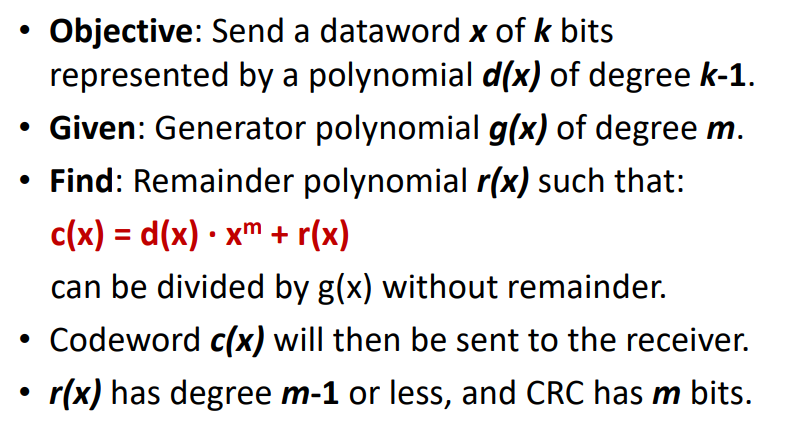 • Objective: Send a dataword x of k bits
represented by a polynomial d(x) of degree k-1.
• Given: Generator polynomial g(x) of degree m.
• Find: Remainder polynomial r(x) such that:
c(x) = d(x) · xᵐ + r(x)
can be divided by g(x) without remainder.
• Codeword c(x) will then be sent to the receiver.
• r(x) has degree m-1 or less, and CRC has m bits.